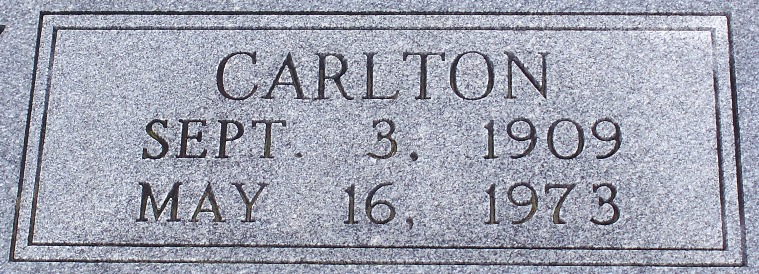 CARLTON
SEPT. 3, 1909
MAY 16, 1973